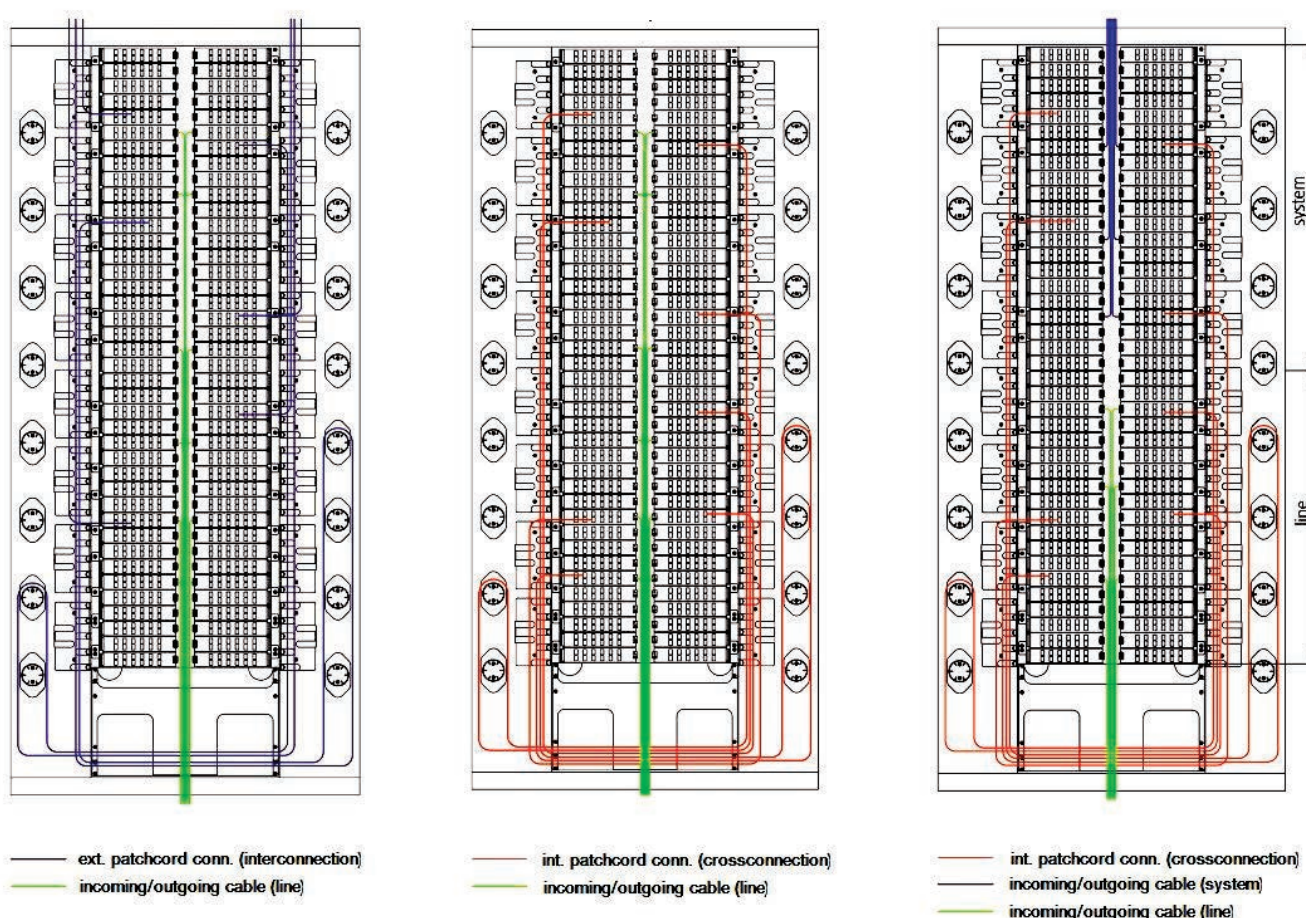 system
line
ext. patchcord conn. (interconnection)
incoming/outgoing cable (line)
int. patchcord conn. (crossconnection)
incoming/outgoing cable (line)
int. patchcord conn. (crossconnection)
incoming/outgoing cable (system)
incoming/outgoing cable (line)